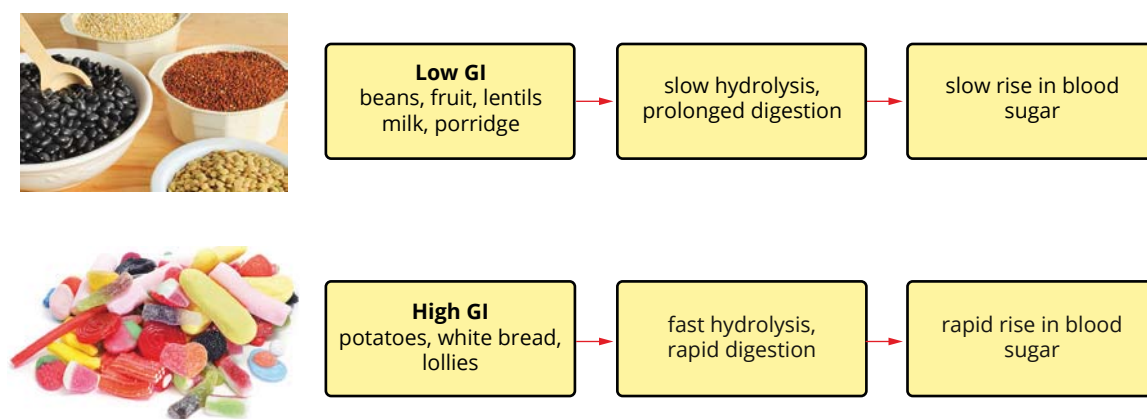 Low GI
beans, fruit, lentils
milk, porridge
slow hydrolysis,
prolonged digestion
slow rise in blood
sugar
High GI
potatoes, white bread,
lollies
fast hydrolysis,
rapid digestion
rapid rise in blood
sugar